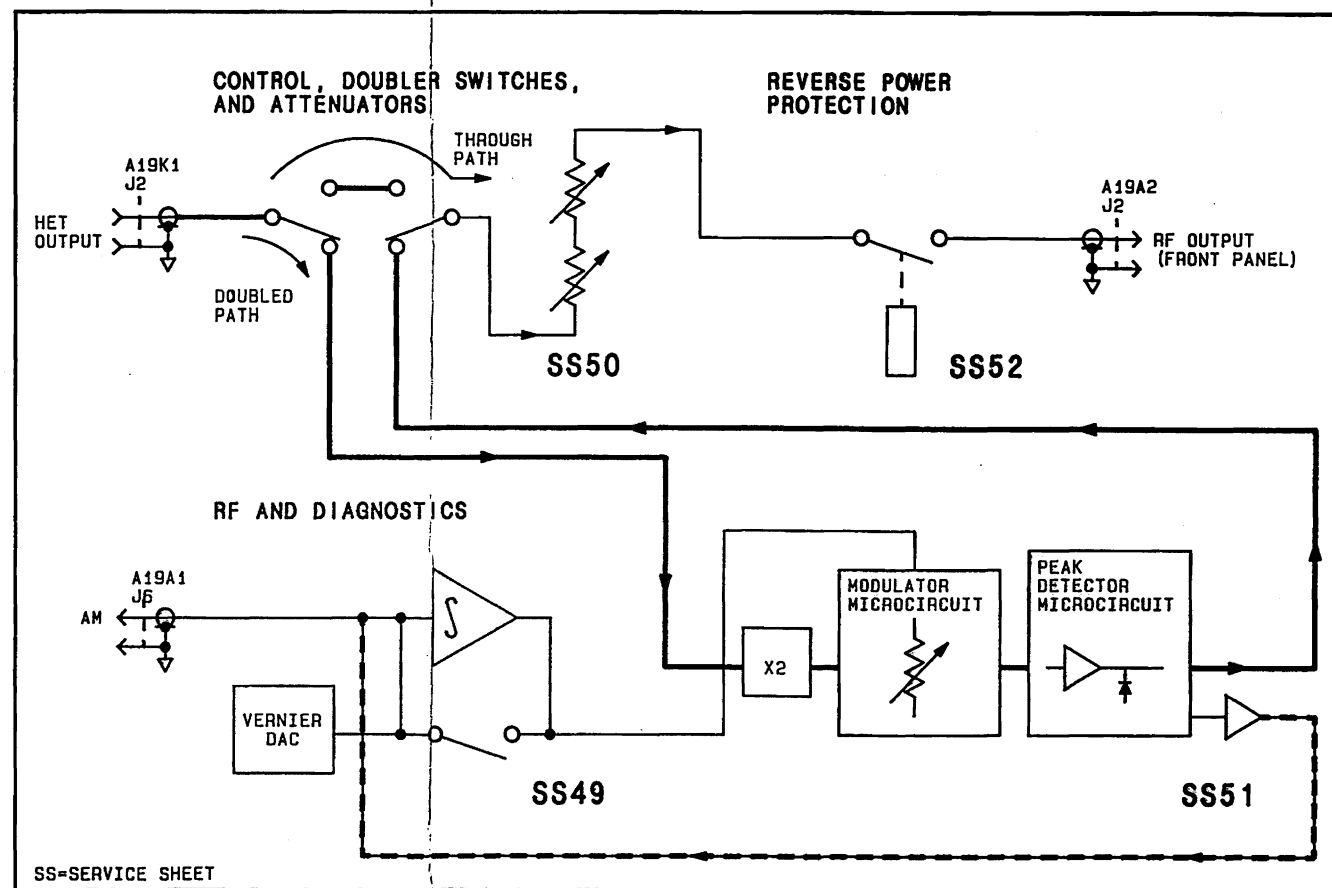 CONTROL, DOUBLER SWITCHES,
AND ATTENUATORS
REVERSE POWER
PROTECTION
THROUGH
PATH
A19K1
J2
HET
OUTPUT
DOUBLED
PATH
SS50
A19A2
J2
RF OUTPUT
(FRONT PANEL)
SS52
RF AND DIAGNOSTICS
A19A1
J6
AM
VERNIER
DAC
SS49
X2
MODULATOR
MICROCIRCUIT
PEAK
DETECTOR
MICROCIRCUIT
SS51
SS=SERVICE SHEET